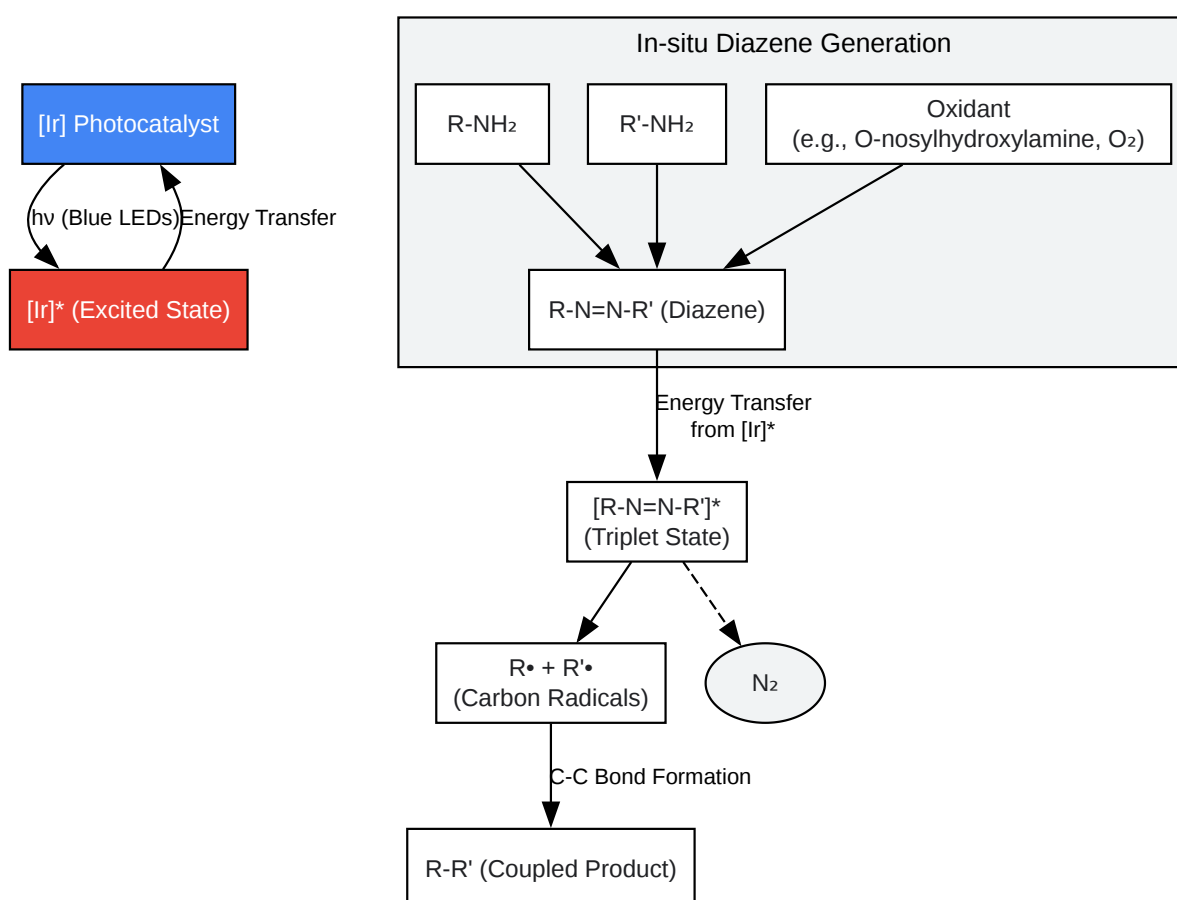 In-situ Diazene Generation
[Ir] Photocatalyst
R-NH₂
R'-NH₂
Oxidant
(e.g., O-nosylhydroxylamine, O₂)
hν (Blue LEDs)
Energy Transfer
[Ir]* (Excited State)
R-N=N-R' (Diazene)
Energy Transfer
from [Ir]*
[R-N=N-R']*
(Triplet State)
R• + R'•
(Carbon Radicals)
N₂
C-C Bond Formation
R-R' (Coupled Product)